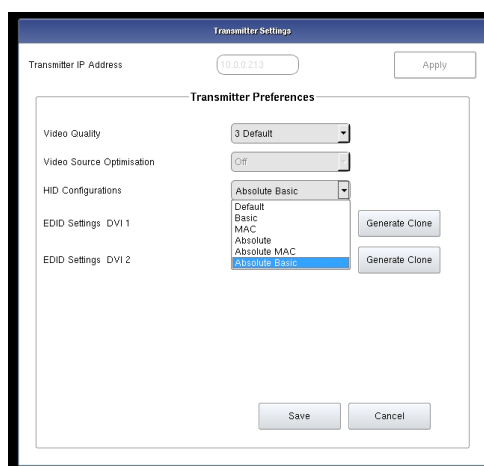 Transmitter Settings
Transmitter IP Address
10.0.0.213
Apply
Transmitter Preferences
Video Quality
3 Default
Video Source Optimisation
Off
HID Configurations
Absolute Basic
Default
Basic
MAC
Absolute
Absolute MAC
Absolute Basic
EDID Settings DVI 1
Generate Clone
EDID Settings DVI 2
Generate Clone
Save
Cancel